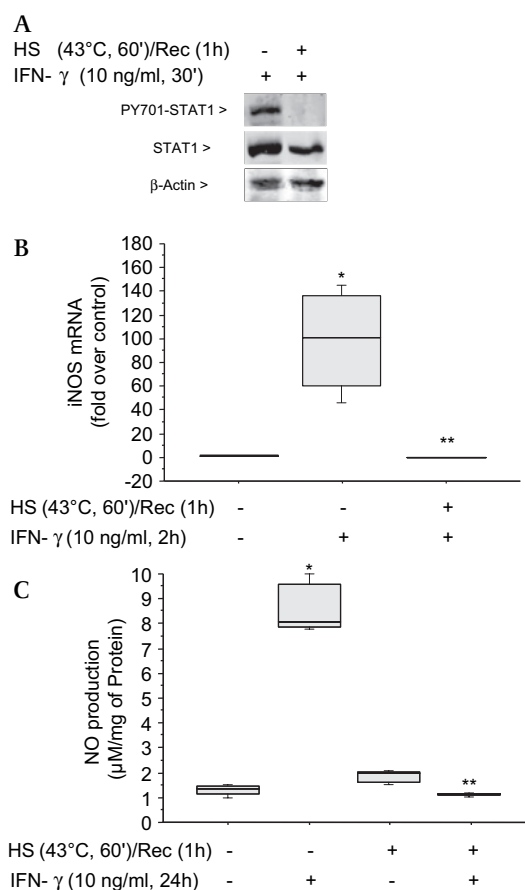 A
HS (43°C, 60')/Rec (1h) - +
IFN- γ (10 ng/ml, 30') + +
PY701-STAT1 >
STAT1 >
β-Actin >
B
iNOS mRNA
(fold over control)
180
160
140
120
100
80
60
40
20
0
-20
*
**
HS (43°C, 60')/Rec (1h) - - +
IFN- γ (10 ng/ml, 2h) - + +
C
NO production
(µM/mg of Protein)
10
9
8
7
6
5
4
3
2
1
0
*
**
HS (43°C, 60')/Rec (1h) - - + +
IFN- γ (10 ng/ml, 24h) - + - +